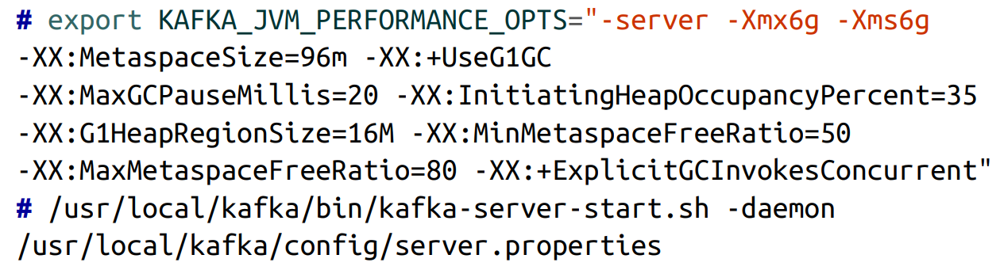 # export KAFKA_JVM_PERFORMANCE_OPTS="-server -Xmx6g -Xms6g
-XX:MetaspaceSize=96m -XX:+UseG1GC
-XX:MaxGCPauseMillis=20 -XX:InitiatingHeapOccupancyPercent=35
-XX:G1HeapRegionSize=16M -XX:MinMetaspaceFreeRatio=50
-XX:MaxMetaspaceFreeRatio=80 -XX:+ExplicitGCInvokesConcurrent"
# /usr/local/kafka/bin/kafka-server-start.sh -daemon
/usr/local/kafka/config/server.properties